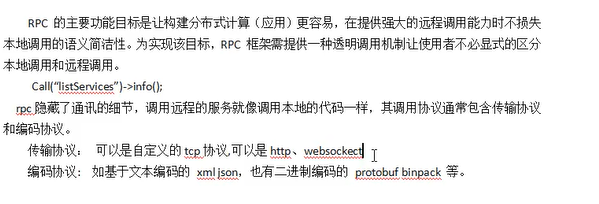 RPC 的主要功能目标是让构建分布式计算（应用）更容易，在提供强大的远程调用能力时不损失
本地调用的语义简洁性。为实现该目标，RPC 框架需提供一种透明调用机制让使用者不必显式的区分
本地调用和远程调用。
Call(“listServices”)->info();
rpc 隐藏了通讯的细节，调用远程的服务就像调用本地的代码一样，其调用协议通常包含传输协议
和编码协议。
传输协议： 可以是自定义的 tcp 协议,可以是 http、websockect
编码协议: 如基于文本编码的 xml json，也有二进制编码的 protobuf binpack 等。